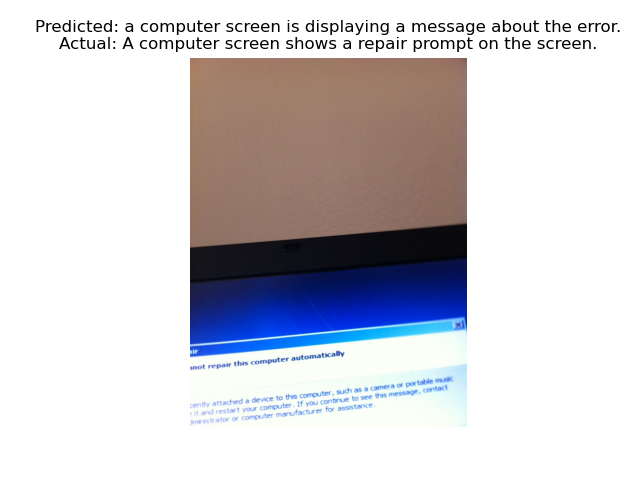 Predicted: a computer screen is displaying a message about the error.
Actual: A computer screen shows a repair prompt on the screen.
air
nnot repair this computer automatically
cently attached a device to this computer, such as a camera or portable music
e it and restart your computer. If you continue to see this message, contact
dministrator or computer manufacturer for assistance.